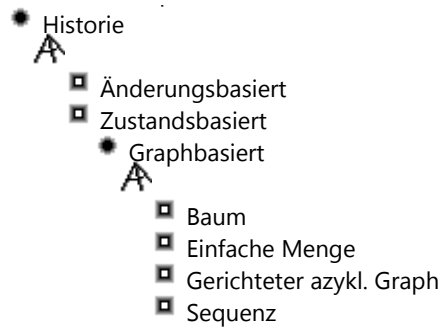 Historie
Änderungsbasiert
Zustandsbasiert
Graphbasiert
Baum
Einfache Menge
Gerichteter azykl. Graph
Sequenz